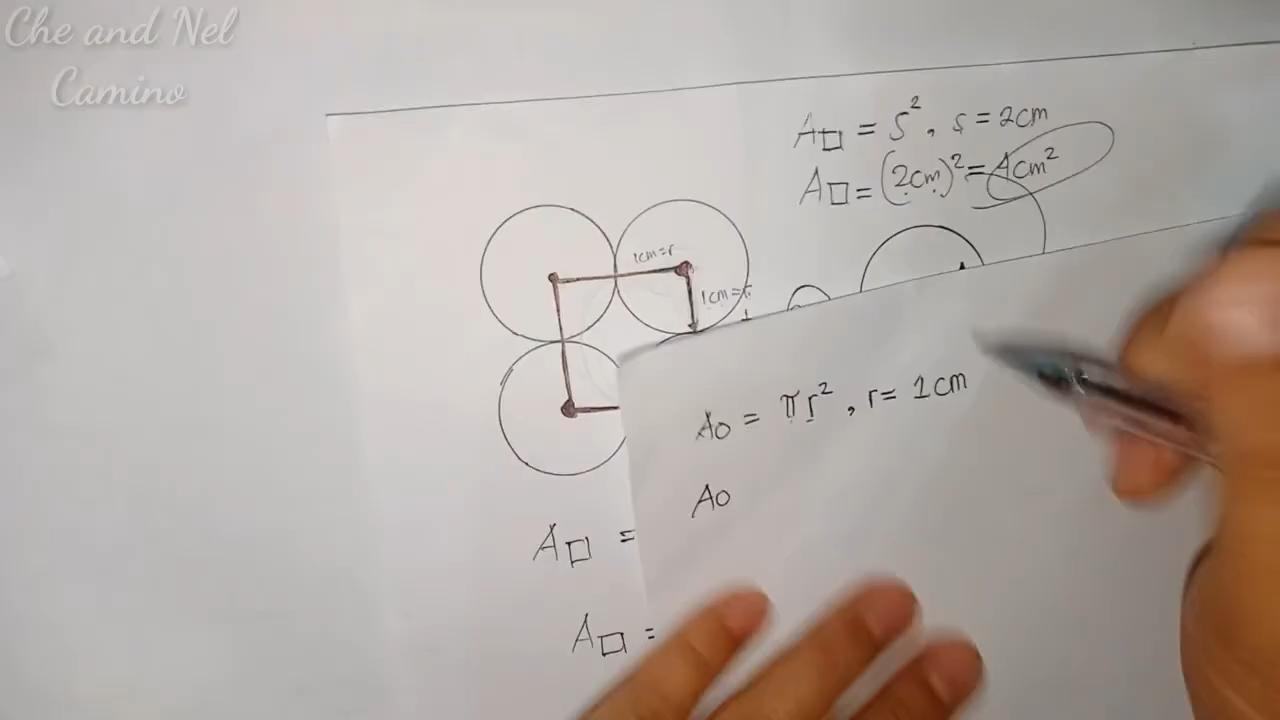 Che and Nel
Camino
A□ = s², s = 2cm
A□ = (2cm)² = 4cm²
1cm=r
1cm=r
A○ = πr², r = 1cm
A○
A□ =
A□ =